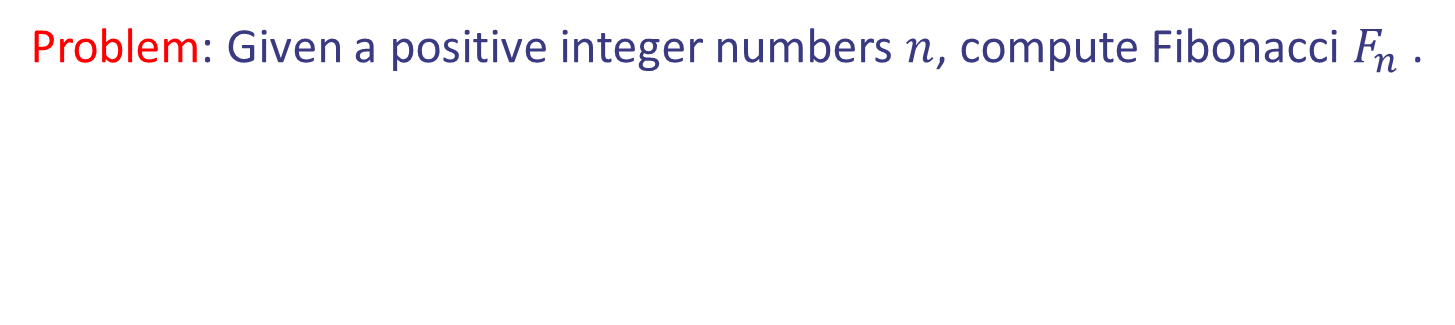 Problem: Given a positive integer numbers n, compute Fibonacci Fₙ .